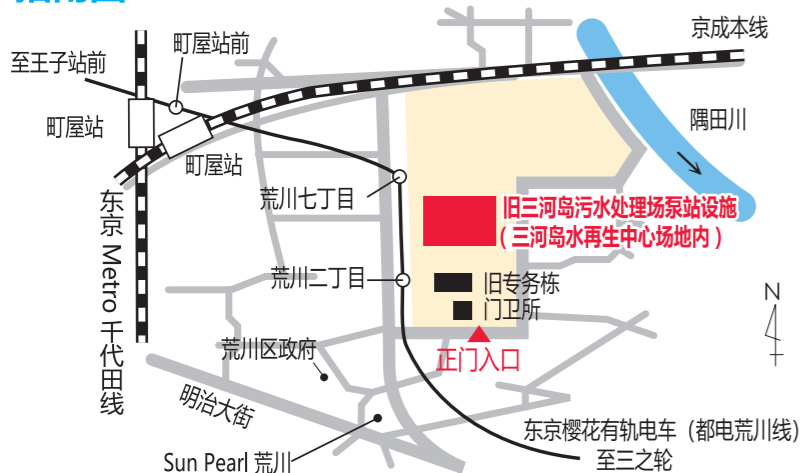 京成本线
町屋站前
至王子站前
町屋站
町屋站
隅田川
荒川七丁目
旧三河岛污水处理场泵站设施
(三河岛水再生中心场地内)
东京 Metro 千代田线
荒川二丁目
旧专务栋
门卫所
N
荒川区政府
正门入口
明治大街
东京樱花有轨电车 (都电荒川线)
至三之轮
Sun Pearl 荒川